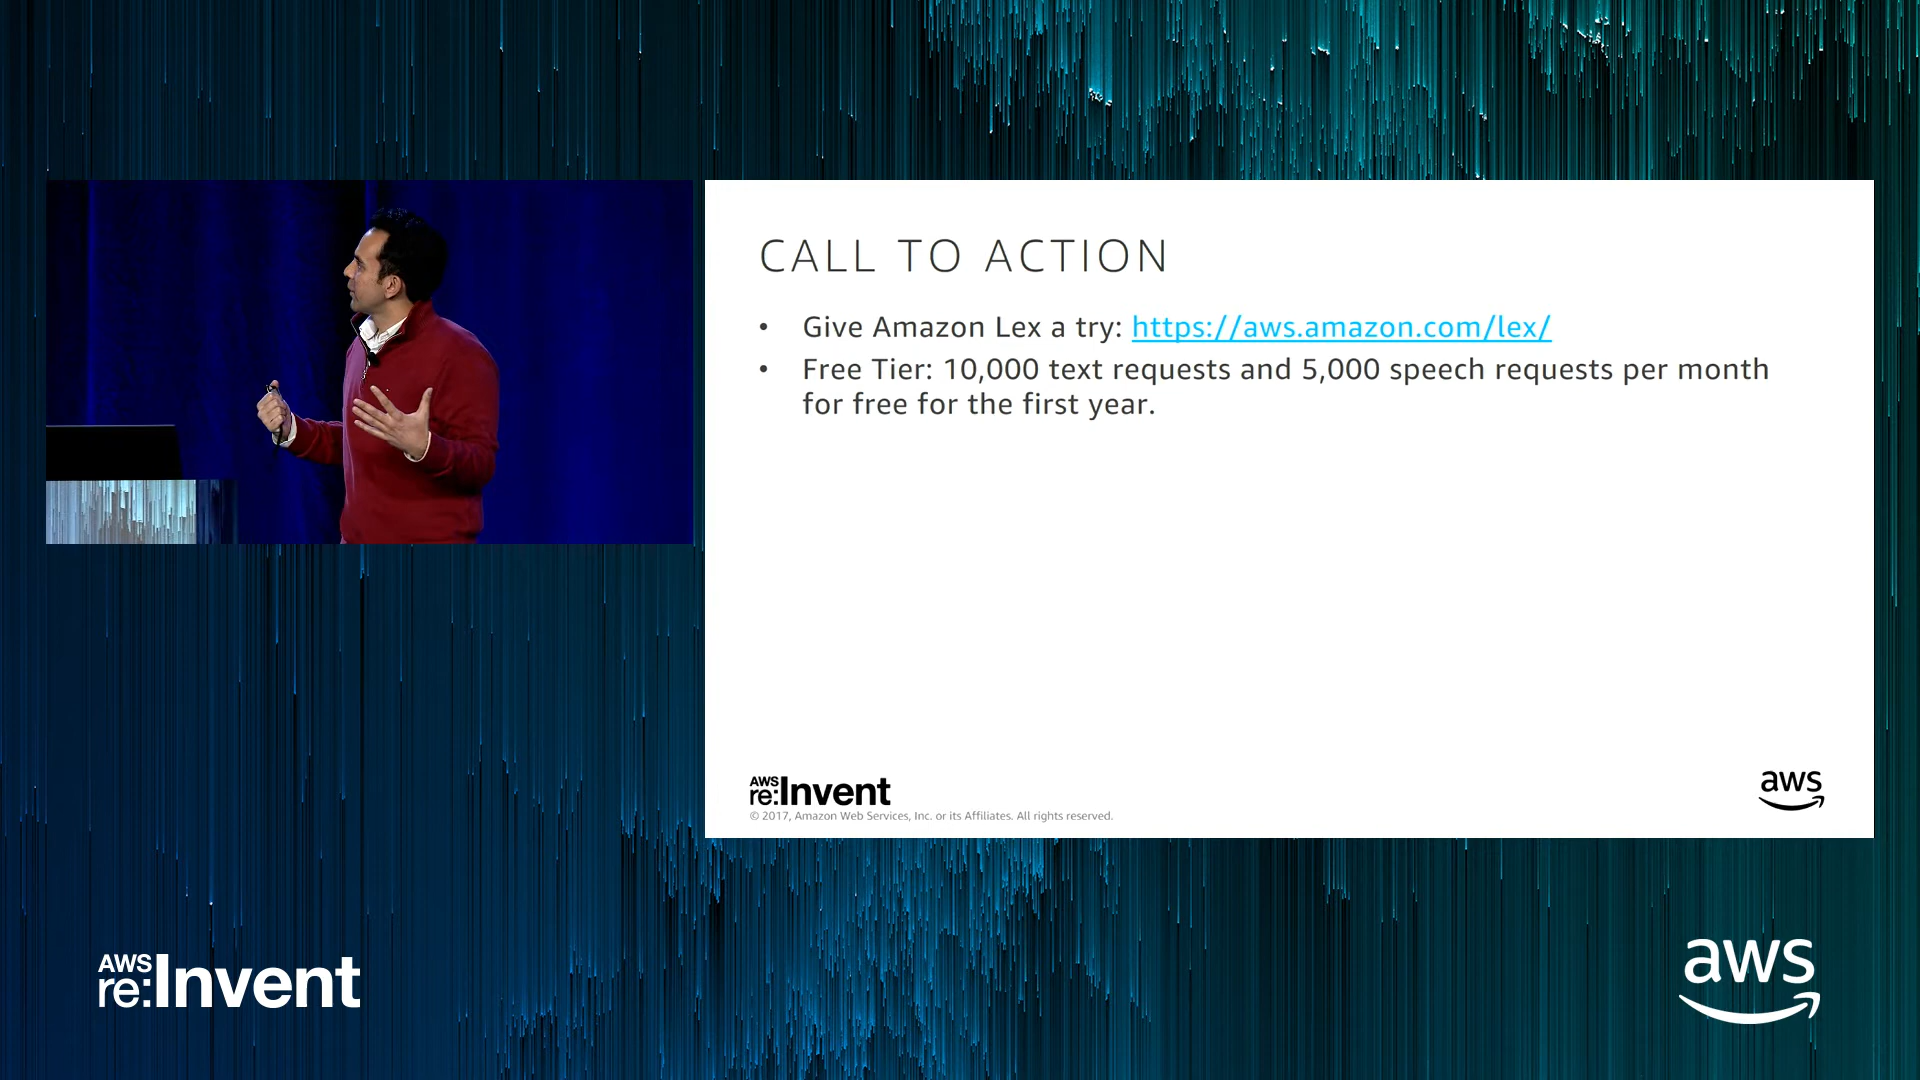 CALL TO ACTION
• Give Amazon Lex a try: https://aws.amazon.com/lex/
• Free Tier: 10,000 text requests and 5,000 speech requests per month
for free for the first year.
AWS
re:Invent
© 2017, Amazon Web Services, Inc. or its Affiliates. All rights reserved.
aws
AWS
re:Invent
aws